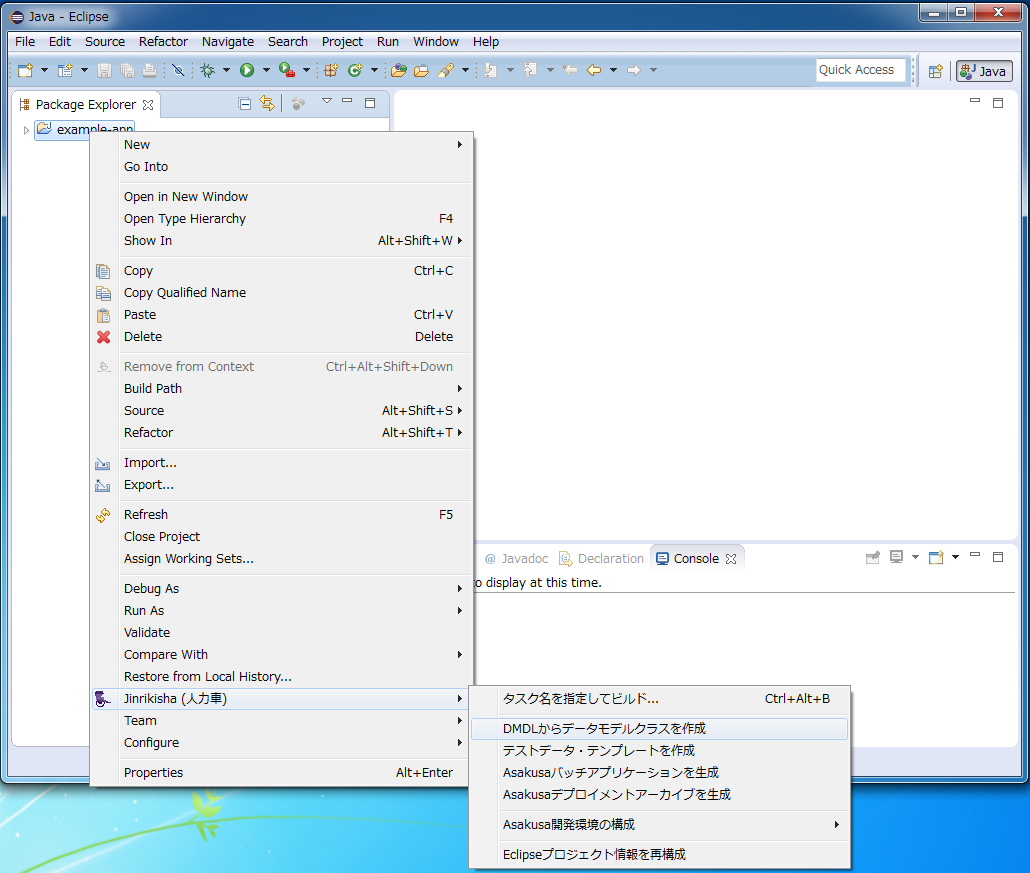 Java - Eclipse
File Edit Source Refactor Navigate Search Project Run Window Help
Quick Access
Java
Package Explorer
example-app
New
Go Into
Open in New Window
Open Type Hierarchy F4
Show In Alt+Shift+W
Copy Ctrl+C
Copy Qualified Name
Paste Ctrl+V
Delete Delete
Remove from Context Ctrl+Alt+Shift+Down
Build Path
Source Alt+Shift+S
Refactor Alt+Shift+T
Import...
Export...
Refresh F5
Close Project
Assign Working Sets...
Debug As
Run As
Validate
Compare With
Restore from Local History...
Jinrikisha (人力車)
Team
Configure
Properties Alt+Enter
@ Javadoc Declaration Console
to display at this time.
タスク名を指定してビルド... Ctrl+Alt+B
DMDLからデータモデルクラスを作成
テストデータ・テンプレートを作成
Asakusaバッチアプリケーションを生成
Asakusaデプロイメントアーカイブを生成
Asakusa開発環境の構成
Eclipseプロジェクト情報を再構成